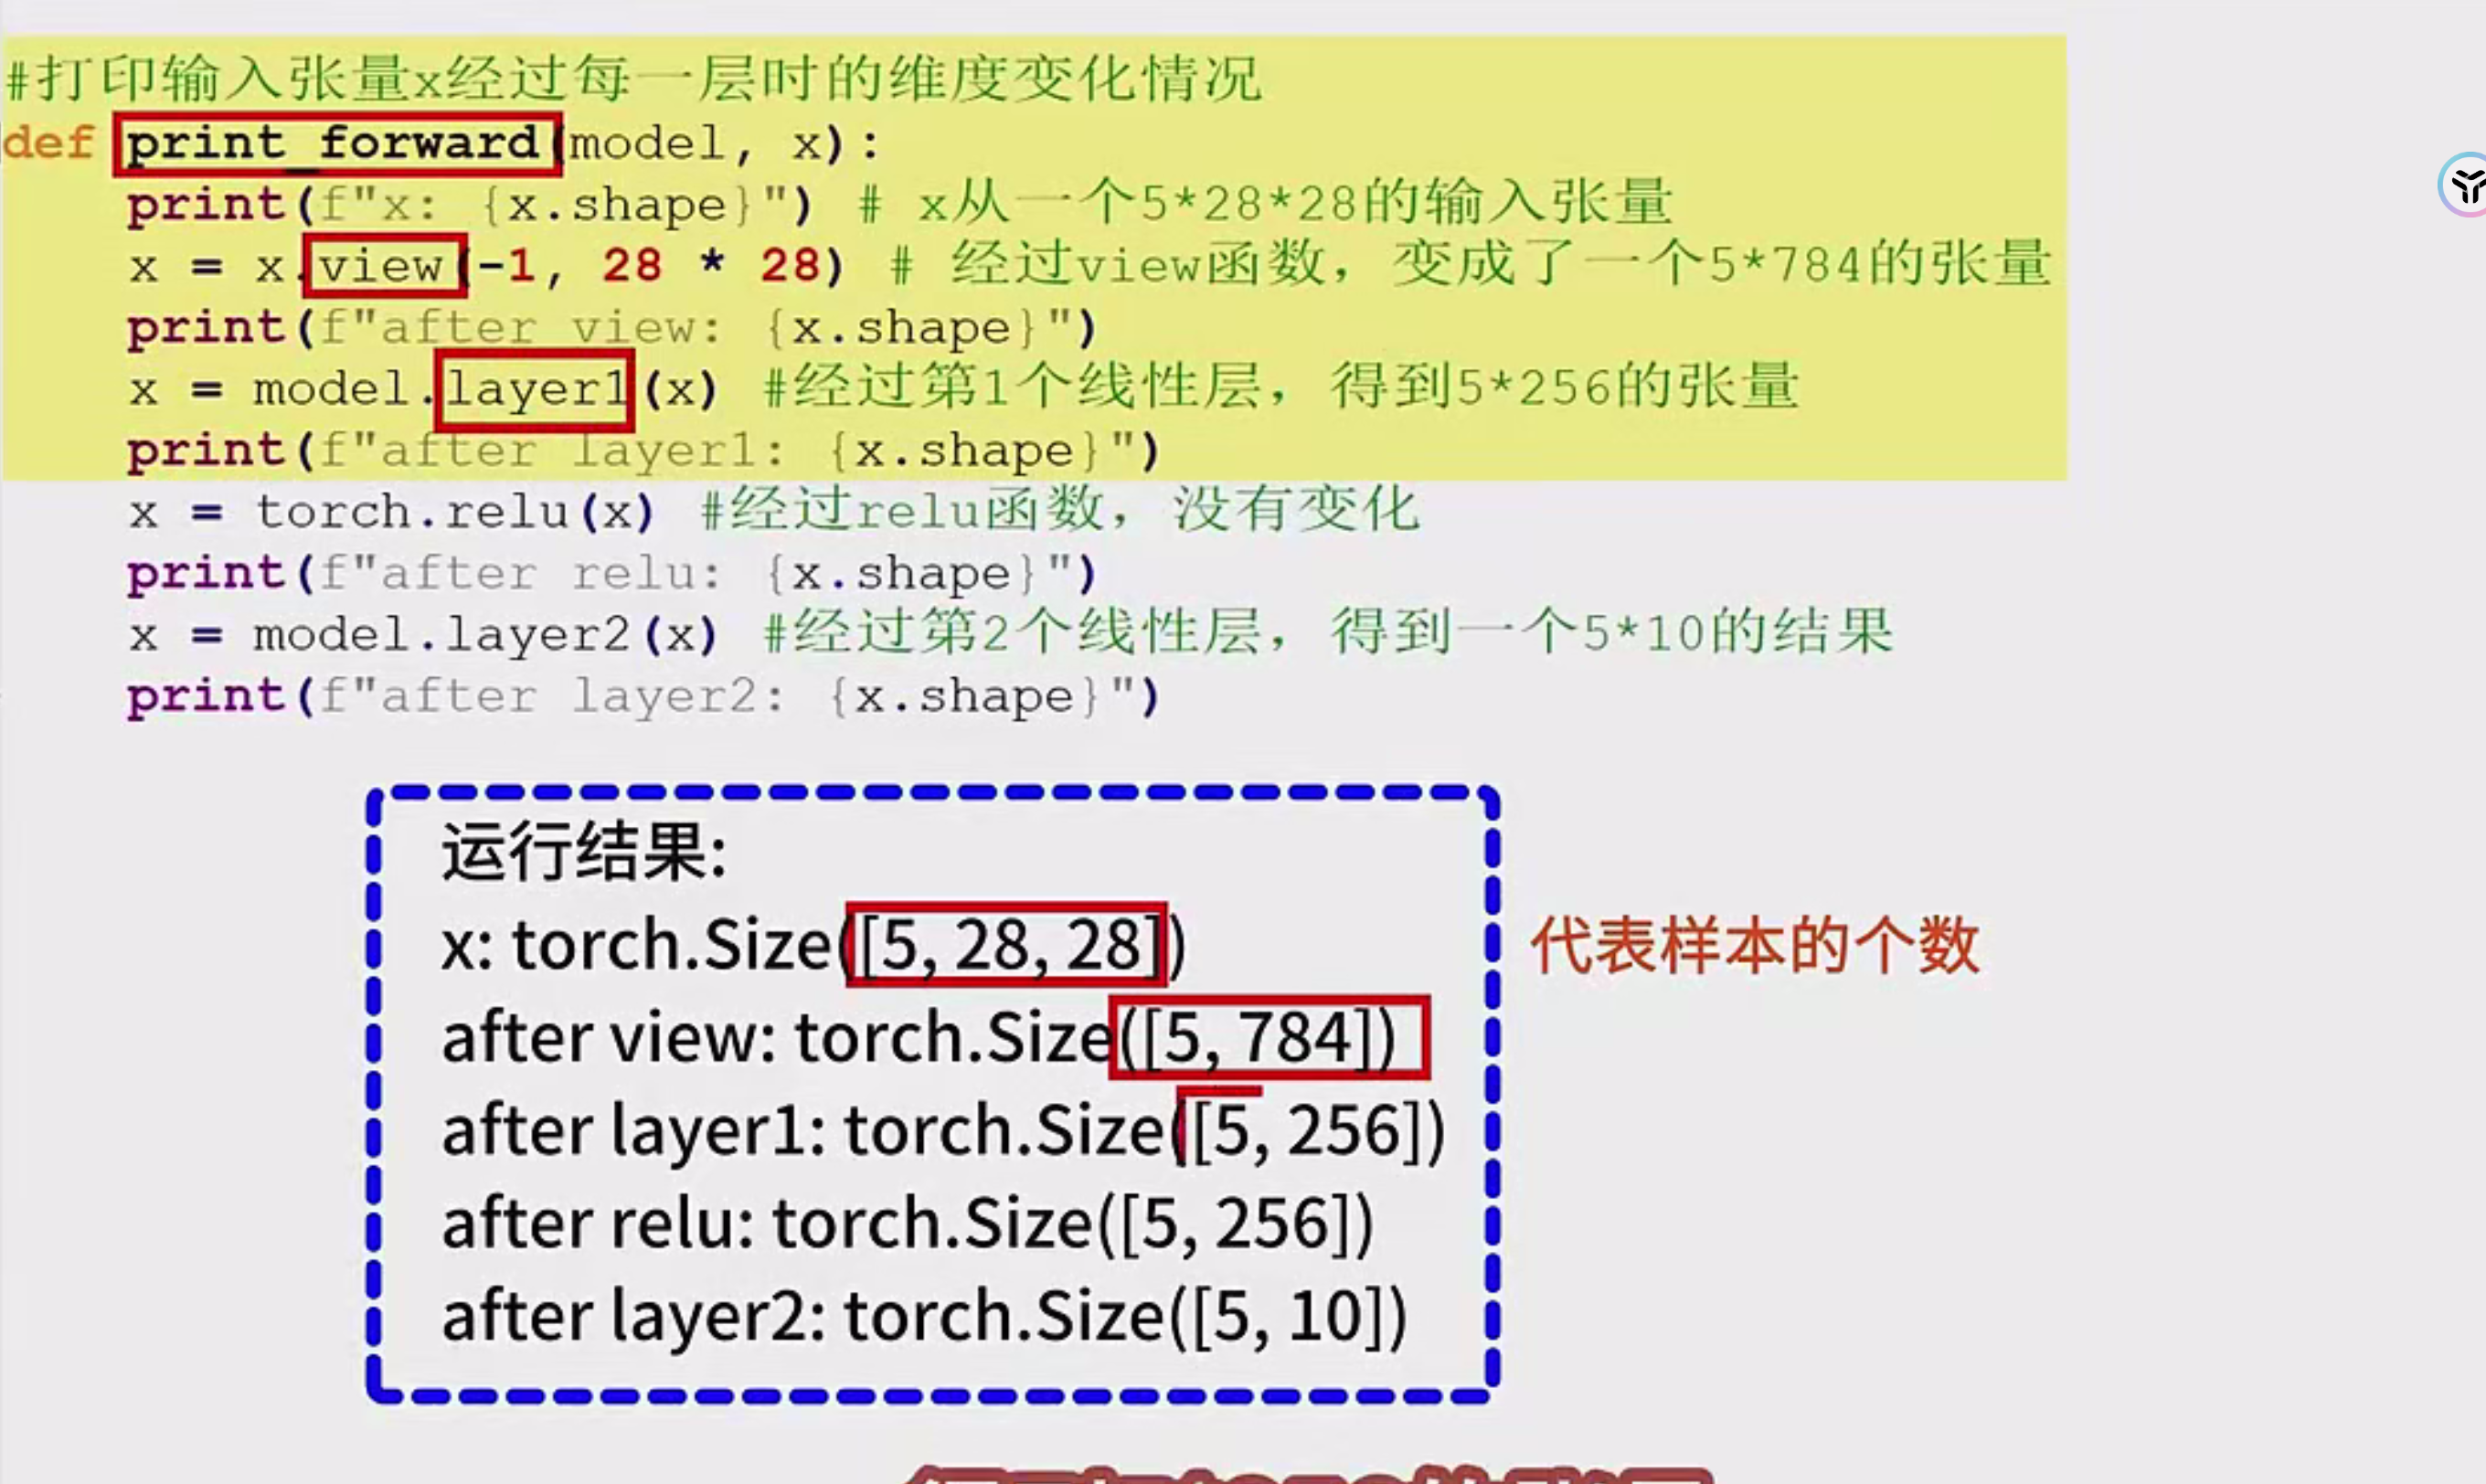 #打印输入张量x经过每一层时的维度变化情况
def print_forward(model, x):
    print(f"x: {x.shape}") # x从一个5*28*28的输入张量
    x = x.view(-1, 28 * 28) # 经过view函数，变成了一个5*784的张量
    print(f"after view: {x.shape}")
    x = model.layer1(x) #经过第1个线性层，得到5*256的张量
    print(f"after layer1: {x.shape}")
    x = torch.relu(x) #经过relu函数，没有变化
    print(f"after relu: {x.shape}")
    x = model.layer2(x) #经过第2个线性层，得到一个5*10的结果
    print(f"after layer2: {x.shape}")
运行结果:
x: torch.Size([5, 28, 28])
代表样本的个数
after view: torch.Size([5, 784])
after layer1: torch.Size([5, 256])
after relu: torch.Size([5, 256])
after layer2: torch.Size([5, 10])